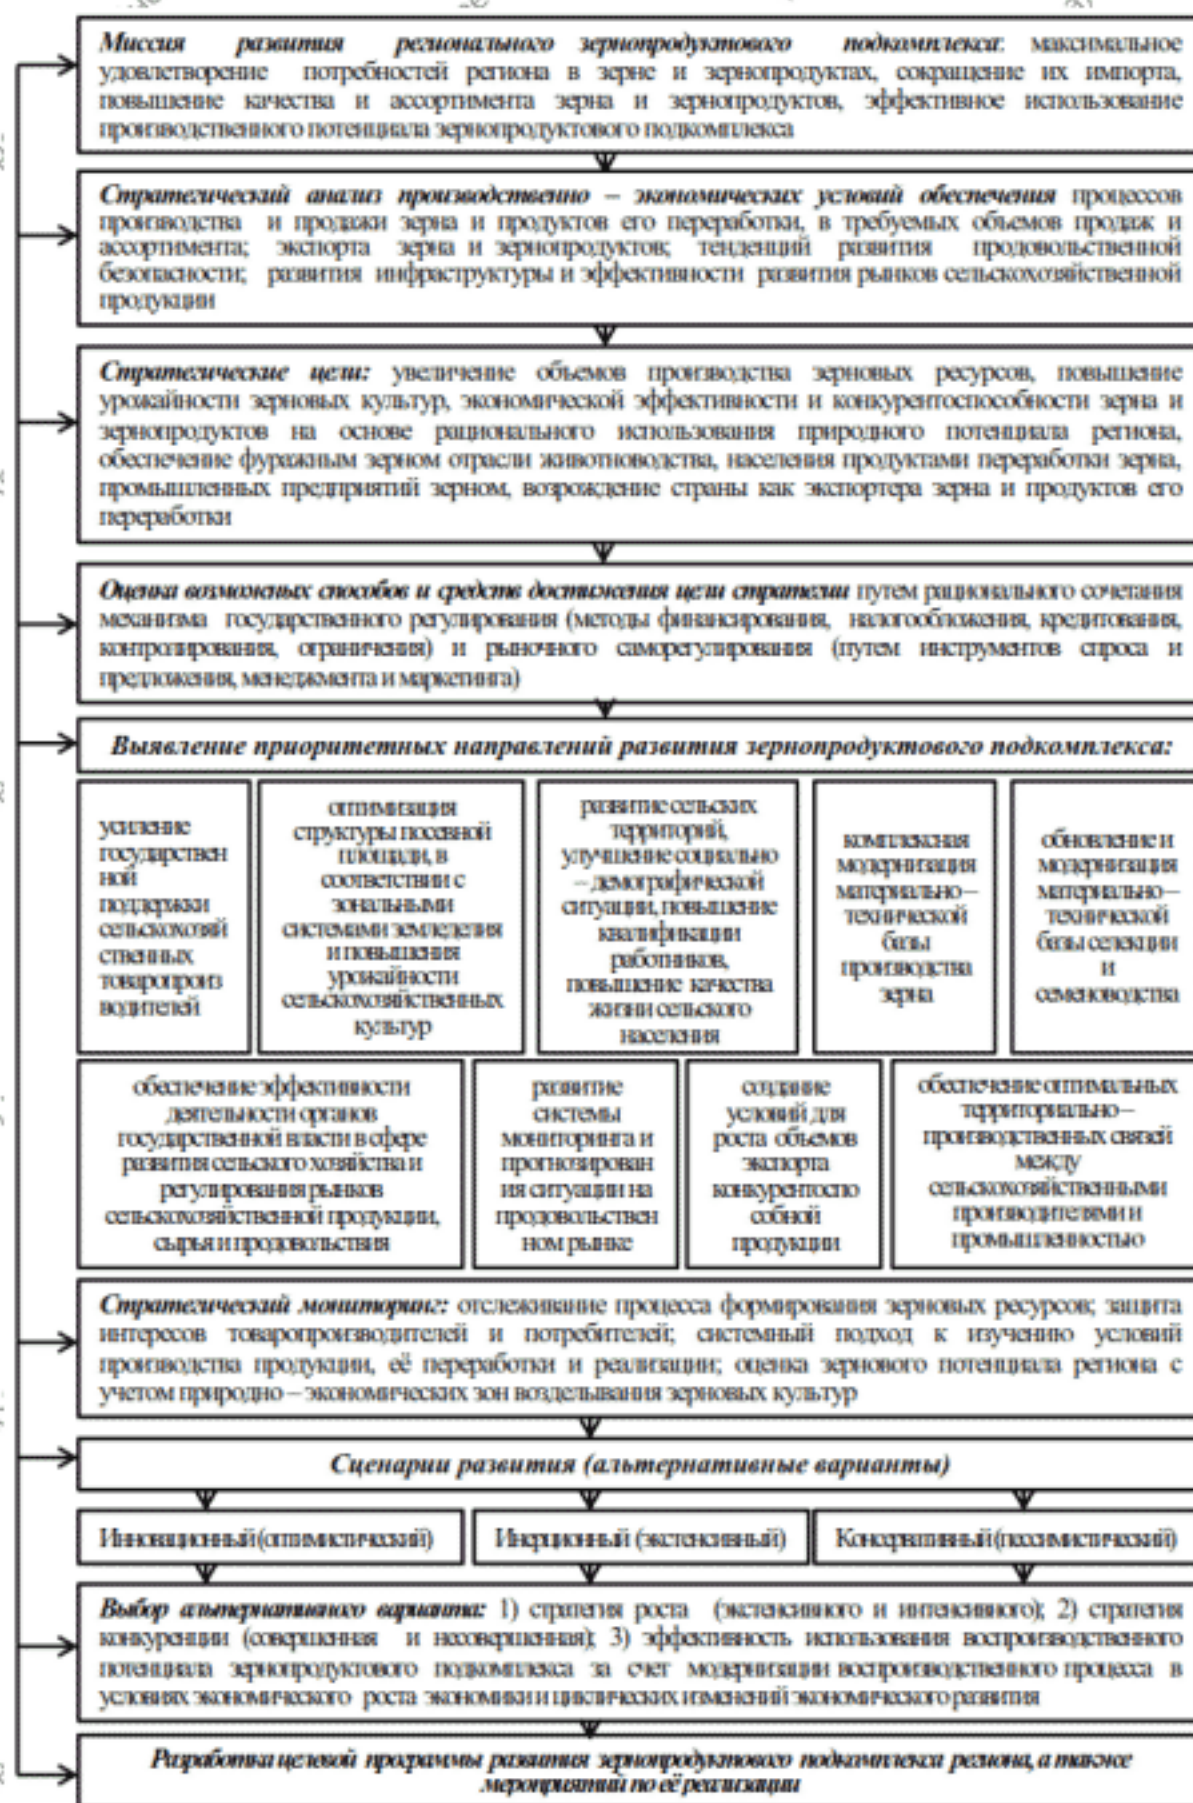 Миссия развития регионального зернопродуктового подкомплекса: максимальное
удовлетворение потребностей региона в зерне и зернопродуктах, сокращение их импорта,
повышение качества и ассортимента зерна и зернопродуктов, эффективное использование
производственного потенциала зернопродуктового подкомплекса
Стратегический анализ производственно – экономических условий обеспечения процессов
производства и продажи зерна и продуктов его переработки, в требуемых объемов продаж и
ассортимента; экспорта зерна и зернопродуктов; тенденций развития продовольственной
безопасности; развития инфраструктуры и эффективности развития рынков сельскохозяйственной
продукции
Стратегические цели: увеличение объемов производства зерновых ресурсов, повышение
урожайности зерновых культур, экономической эффективности и конкурентоспособности зерна и
зернопродуктов на основе рационального использования природного потенциала региона,
обеспечение фуражным зерном отрасли животноводства, населения продуктами переработки зерна,
промышленных предприятий зерном, возрождение страны как экспортера зерна и продуктов его
переработки
Оценка возможных способов и средств достижения цели стратегии путем рационального сочетания
механизма государственного регулирования (методы финансирования, налогообложения, кредитования,
контролирования, ограничения) и рыночного саморегулирования (путем инструментов спроса и
предложения, менеджмента и маркетинга)
Выявление приоритетных направлений развития зернопродуктового подкомплекса:
усиление
государствен
ной
поддержки
сельскохозяй
ственных
товаропроиз
водителей
оптимизация
структуры посевной
площади, в
соответствии с
зональными
системами земледелия
и повышения
урожайности
сельскохозяйственных
культур
развитие сельских
территорий,
улучшение социально
– демографической
ситуации, повышение
квалификации
работников,
повышение качества
жизни сельского
населения
комплексная
модернизация
материально –
технической
базы
производства
зерна
обновление и
модернизация
материально –
технической
базы селекции
и
семеноводства
обеспечение эффективности
деятельности органов
государственной власти в сфере
развития сельского хозяйства и
регулирования рынков
сельскохозяйственной продукции,
сырья и продовольствия
развитие
системы
мониторинга и
прогнозирован
ия ситуации на
продовольствен
ном рынке
создание
условий для
роста объемов
экспорта
конкурентоспо
собной
продукции
обеспечение оптимальных
территориально –
производственных связей
между
сельскохозяйственными
производителями и
промышленностью
Стратегический мониторинг: отслеживание процесса формирования зерновых ресурсов; защита
интересов товаропроизводителей и потребителей; системный подход к изучению условий
производства продукции, её переработки и реализации; оценка зернового потенциала региона с
учетом природно – экономических зон возделывания зерновых культур
Сценарии развития (альтернативные варианты)
Инновационный (оптимистический)
Инерционный (экстенсивный)
Консервативный (пессимистический)
Выбор альтернативного варианта: 1) стратегия роста (экстенсивного и интенсивного); 2) стратегия
конкуренции (совершенная и несовершенная); 3) эффективность использования воспроизводственного
потенциала зернопродуктового подкомплекса за счет модернизации воспроизводственного процесса в
условиях экономического роста экономики и циклических изменений экономического развития
Разработка целевой программы развития зернопродуктового подкомплекса региона, а также
мероприятий по её реализации